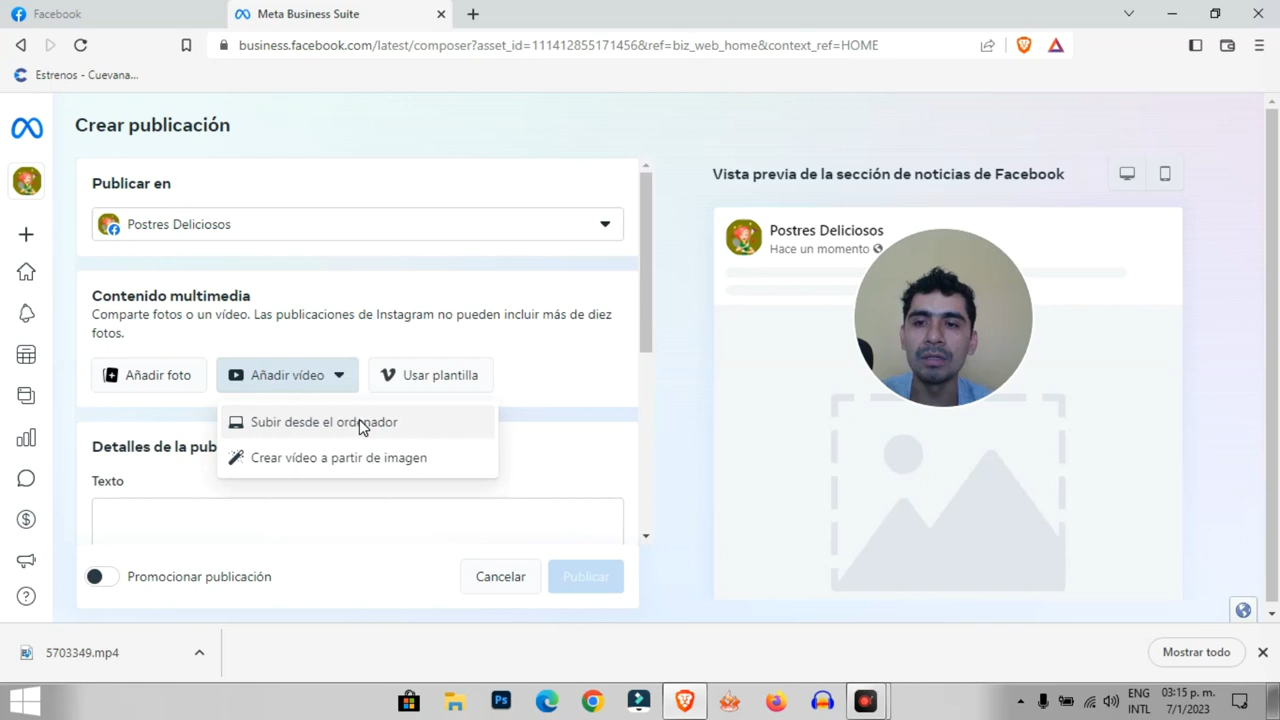 Facebook
Meta Business Suite
business.facebook.com/latest/composer?asset_id=111412855171456&ref=biz_web_home&context_ref=HOME
Estrenos - Cuevana...
Crear publicación
Publicar en
Postres Deliciosos
Contenido multimedia
Comparte fotos o un vídeo. Las publicaciones de Instagram no pueden incluir más de diez
fotos.
Añadir foto
Añadir vídeo
Usar plantilla
Subir desde el ordenador
Crear vídeo a partir de imagen
Detalles de la pub
Texto
Promocionar publicación
Cancelar
Publicar
Vista previa de la sección de noticias de Facebook
Postres Deliciosos
Hace un momento
5703349.mp4
Mostrar todo
Ps
ENG
INTL
03:15 p. m.
7/1/2023